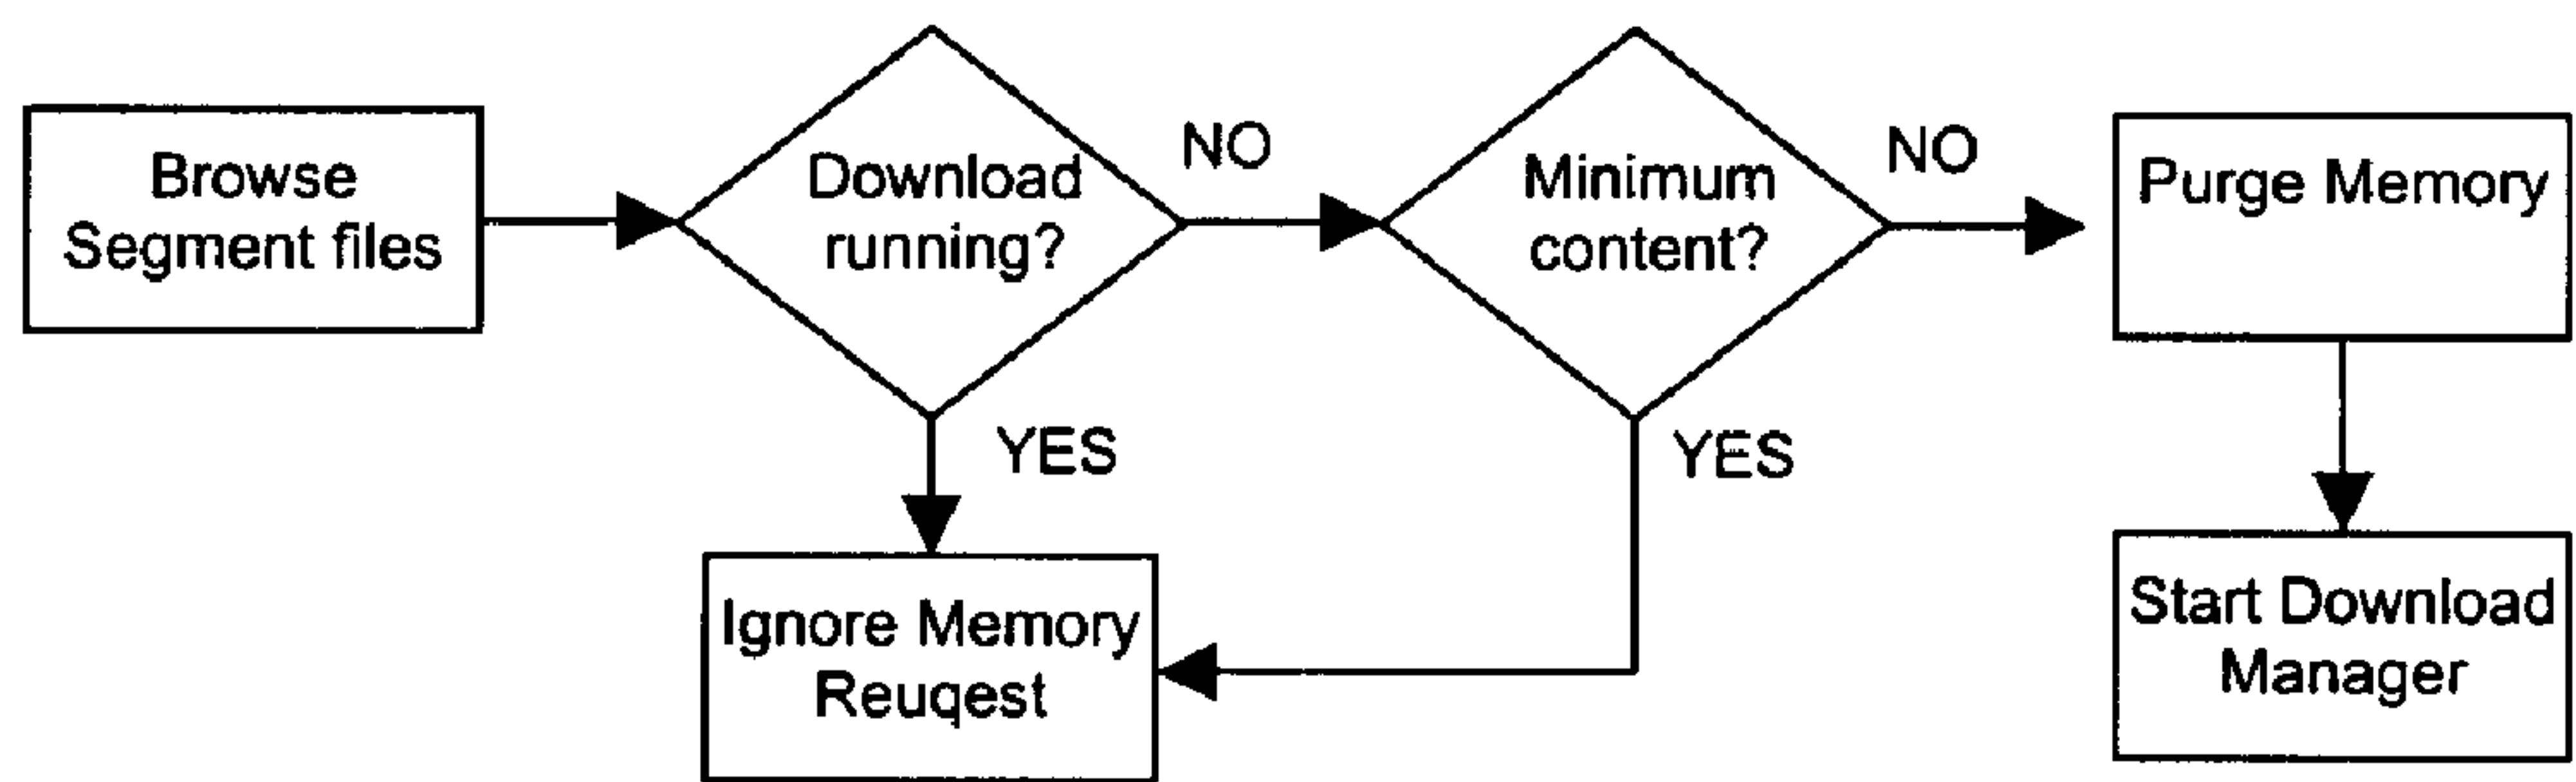 Browse
Segment files
Download
running?
NO
Minimum
content?
NO
Purge Memory
YES
YES
Ignore Memory
Reuqest
Start Download
Manager